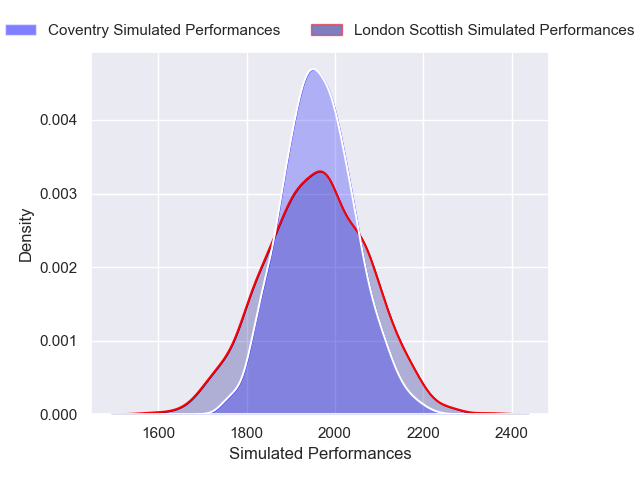 Coventry Simulated Performances
London Scottish Simulated Performances
0.004
0.003
0.002
0.001
0.000
Density
1600 1800 2000 2200 2400
Simulated Performances